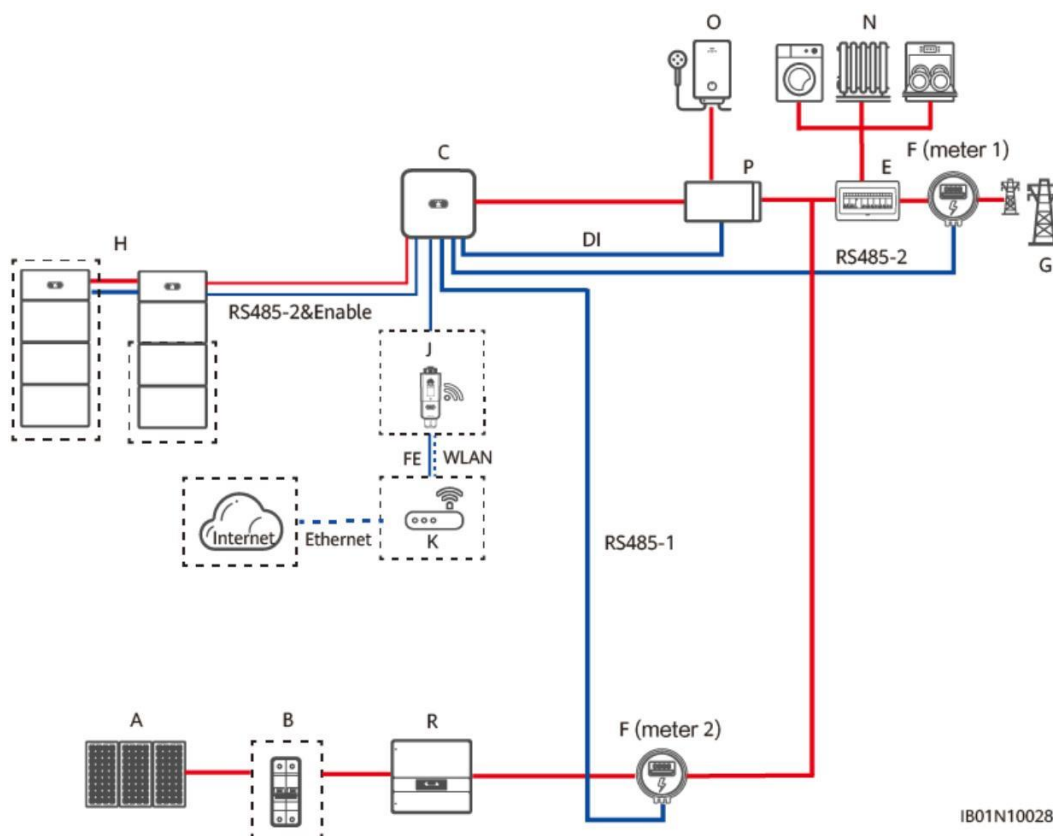 O
N
F (meter 1)
C
P
E
DI
RS485-2
G
H
RS485-2&Enable
J
FE
WLAN
Internet
Ethernet
K
RS485-1
A
B
R
F (meter 2)
IB01N10028